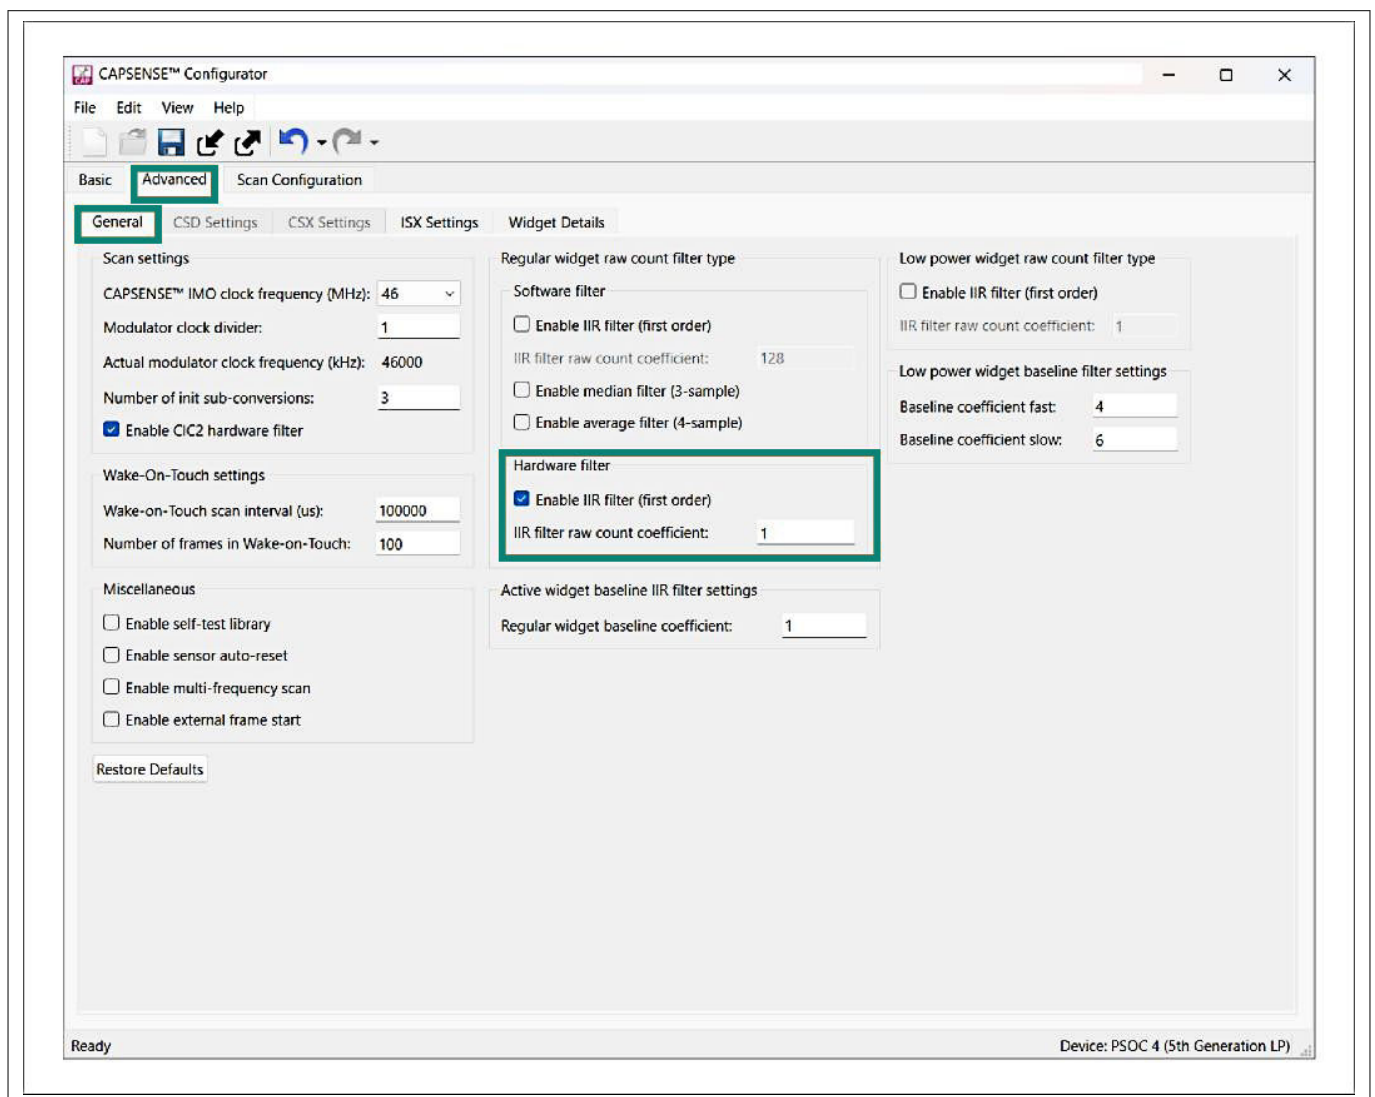 CAPSENSE™ Configurator
File Edit View Help
Basic Advanced Scan Configuration
General CSD Settings CSX Settings ISX Settings Widget Details
Scan settings
CAPSENSE™ IMO clock frequency (MHz): 46
Modulator clock divider: 1
Actual modulator clock frequency (kHz): 46000
Number of init sub-conversions: 3
Enable CIC2 hardware filter
Wake-On-Touch settings
Wake-on-Touch scan interval (us): 100000
Number of frames in Wake-on-Touch: 100
Miscellaneous
Enable self-test library
Enable sensor auto-reset
Enable multi-frequency scan
Enable external frame start
Restore Defaults
Regular widget raw count filter type
Software filter
Enable IIR filter (first order)
IIR filter raw count coefficient: 128
Enable median filter (3-sample)
Enable average filter (4-sample)
Hardware filter
Enable IIR filter (first order)
IIR filter raw count coefficient: 1
Active widget baseline IIR filter settings
Regular widget baseline coefficient: 1
Low power widget raw count filter type
Enable IIR filter (first order)
IIR filter raw count coefficient: 1
Low power widget baseline filter settings
Baseline coefficient fast: 4
Baseline coefficient slow: 6
Ready
Device: PSOC 4 (5th Generation LP)